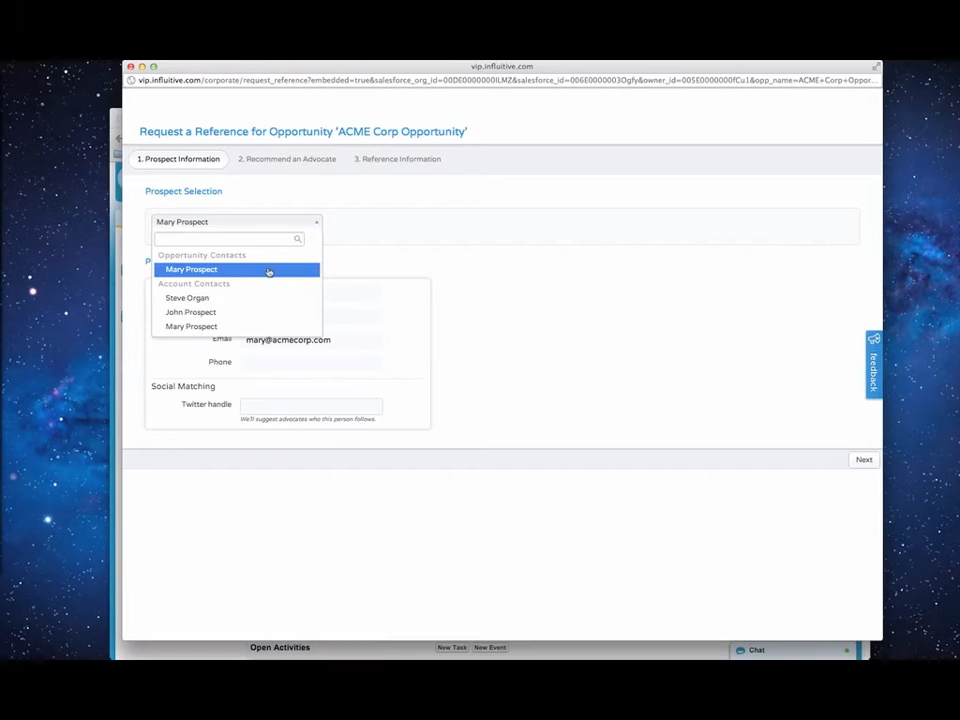 vip.influitive.com
vip.influitive.com/corporate/request_reference?embedded=true&salesforce_org_id=00DE0000000ILMZ&salesforce_id=006E0000003Ogfy&owner_id=005E0000000fCu1&opp_name=ACME+Corp+Oppor...
Request a Reference for Opportunity 'ACME Corp Opportunity'
1. Prospect Information
2. Recommend an Advocate
3. Reference Information
Prospect Selection
Mary Prospect
Opportunity Contacts
Mary Prospect
Account Contacts
Steve Organ
John Prospect
Mary Prospect
Email mary@acmecorp.com
Phone
Social Matching
Twitter handle
We'll suggest advocates who this person follows.
feedback
Next
Open Activities
New Task
New Event
Chat